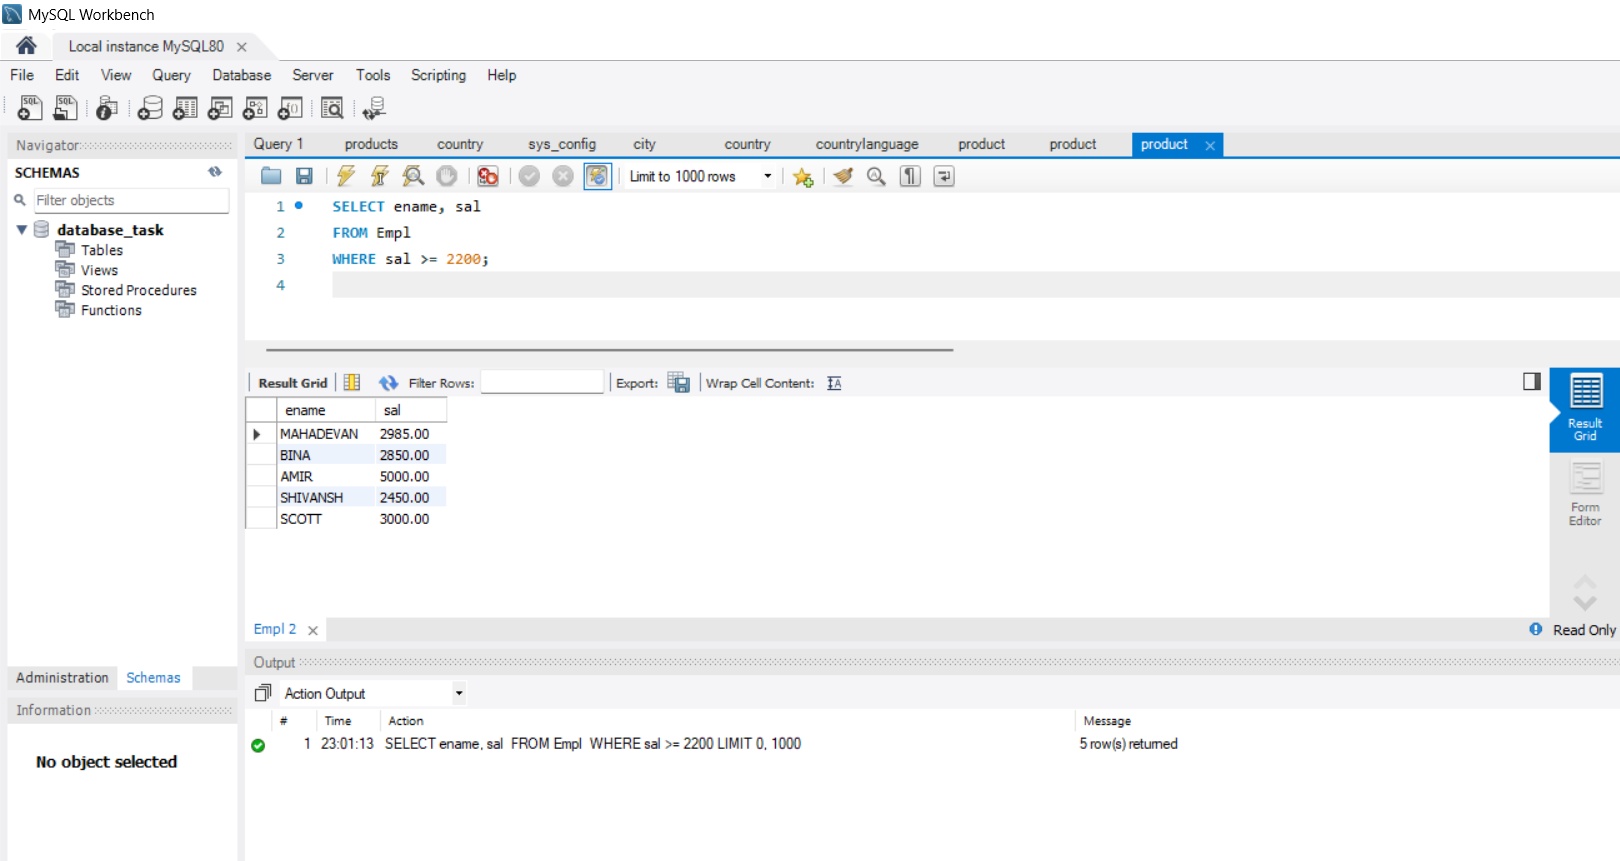 MySQL Workbench
Local instance MySQL80
File Edit View Query Database Server Tools Scripting Help
Navigator
SCHEMAS
Filter objects
database_task
Tables
Views
Stored Procedures
Functions
Administration Schemas
Information
No object selected
Query 1 products country sys_config city country countrylanguage product product product
Limit to 1000 rows
1 SELECT ename, sal
2 FROM Empl
3 WHERE sal >= 2200;
4
Result Grid Filter Rows: Export: Wrap Cell Content:
ename sal
MAHADEVAN 2985.00
BINA 2850.00
AMIR 5000.00
SHIVANSH 2450.00
SCOTT 3000.00
Result
Grid
Form
Editor
Empl 2
Read Only
Output
Action Output
# Time Action Message
1 23:01:13 SELECT ename, sal FROM Empl WHERE sal >= 2200 LIMIT 0, 1000 5 row(s) returned